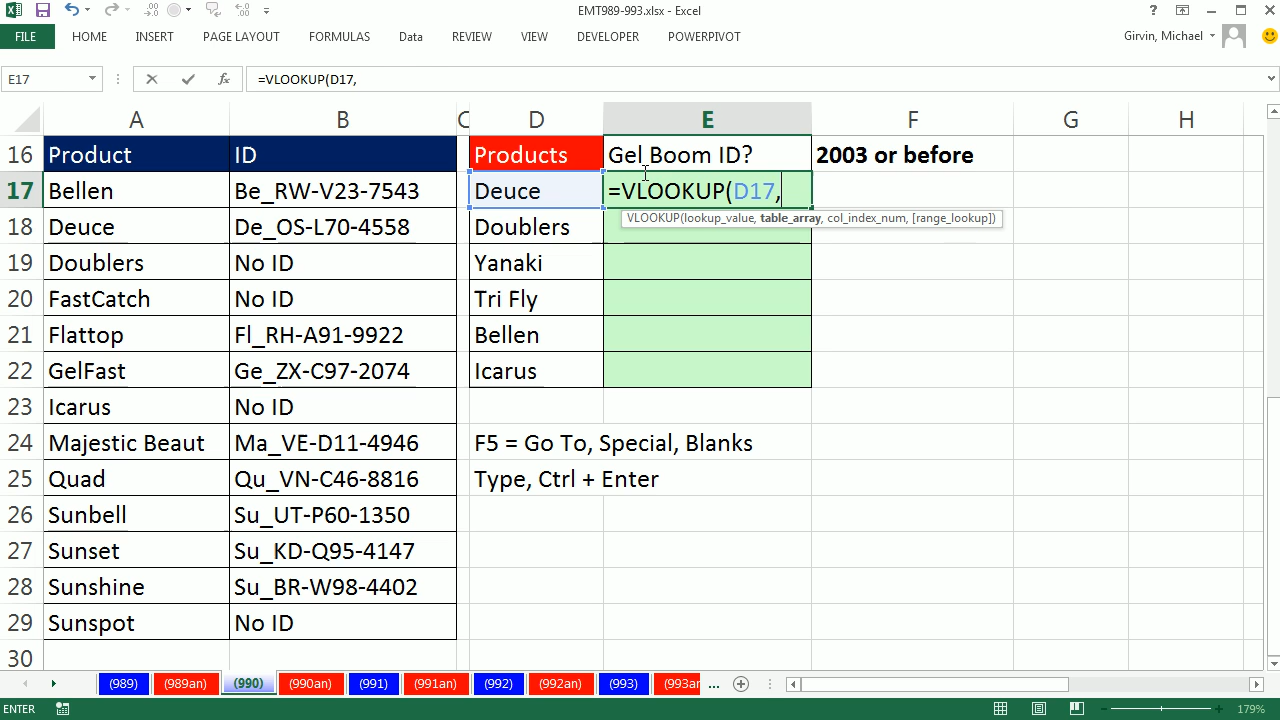 EMT989-993.xlsx - Excel
FILE HOME INSERT PAGE LAYOUT FORMULAS Data REVIEW VIEW DEVELOPER POWERPIVOT Girvin, Michael
E17 =VLOOKUP(D17,
A B C D E F G H
16 Product ID Products Gel Boom ID? 2003 or before
17 Bellen Be_RW-V23-7543 Deuce =VLOOKUP(D17,
VLOOKUP(lookup_value, table_array, col_index_num, [range_lookup])
18 Deuce De_OS-L70-4558 Doublers
19 Doublers No ID Yanaki
20 FastCatch No ID Tri Fly
21 Flattop Fl_RH-A91-9922 Bellen
22 GelFast Ge_ZX-C97-2074 Icarus
23 Icarus No ID
24 Majestic Beaut Ma_VE-D11-4946 F5 = Go To, Special, Blanks
25 Quad Qu_VN-C46-8816 Type, Ctrl + Enter
26 Sunbell Su_UT-P60-1350
27 Sunset Su_KD-Q95-4147
28 Sunshine Su_BR-W98-4402
29 Sunspot No ID
30
(989) (989an) (990) (990an) (991) (991an) (992) (992an) (993) (993ar ...
ENTER 179%